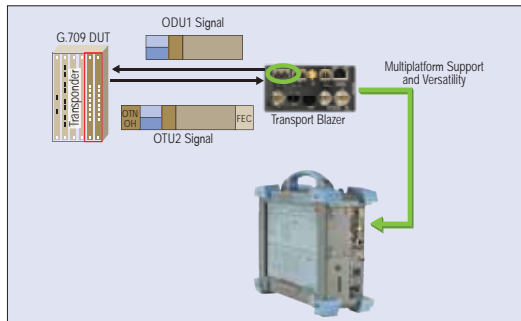 ODU1 Signal
G.709 DUT
Transponder
Multiplatform Support
and Versatility
Transport Blazer
OTN
OH
FEC
OTU2 Signal